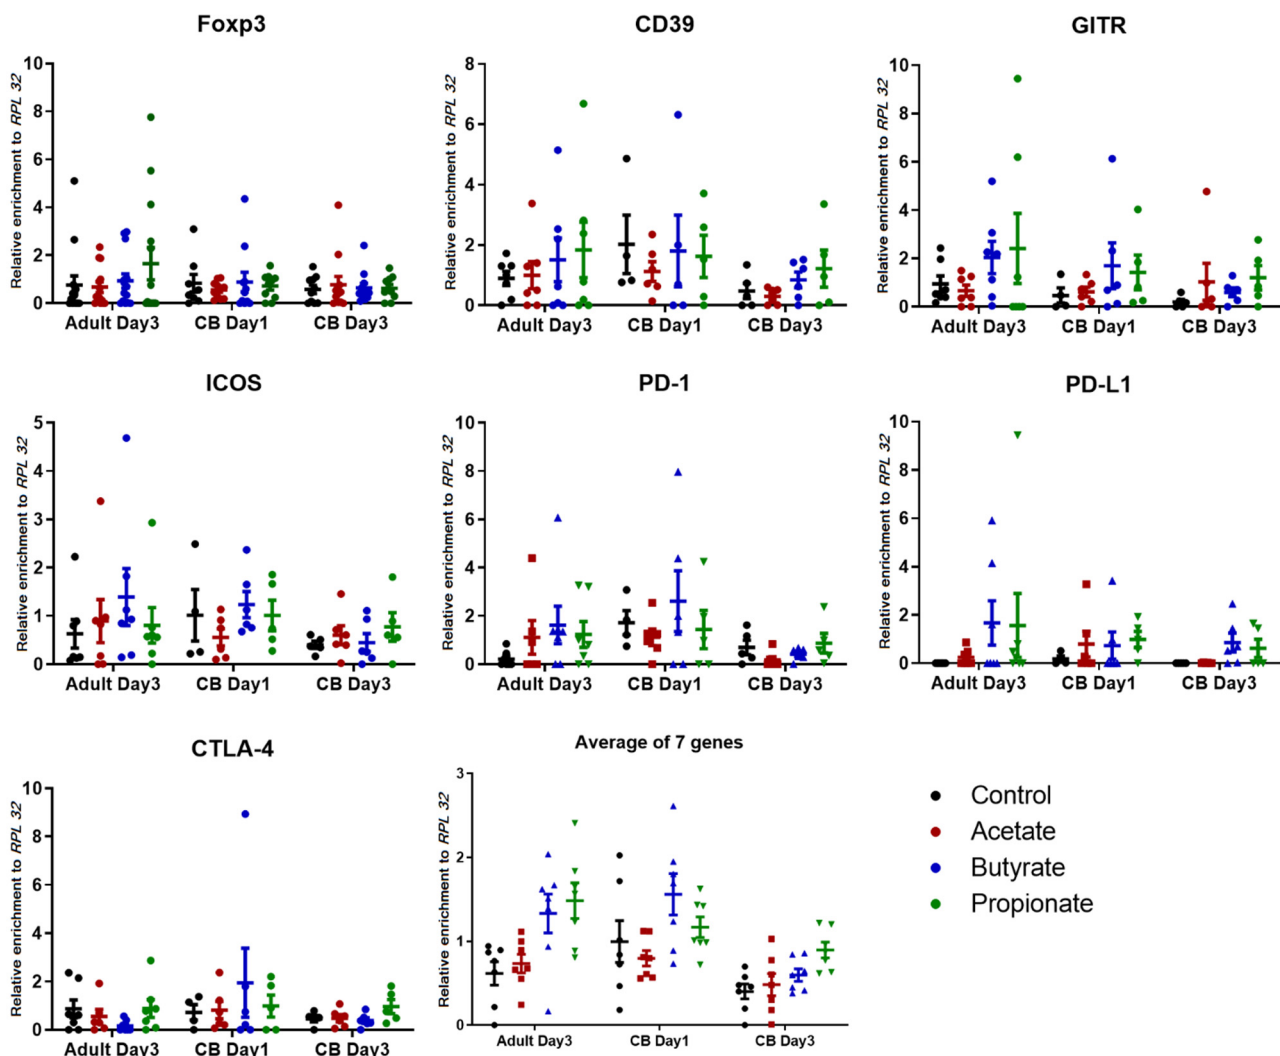 Foxp3
Relative enrichment to RPL 32
10
8
6
4
2
0
Adult Day3 CB Day1 CB Day3
CD39
Relative enrichment to RPL 32
8
6
4
2
0
Adult Day3 CB Day1 CB Day3
GITR
Relative enrichment to RPL 32
10
8
6
4
2
0
Adult Day3 CB Day1 CB Day3
ICOS
Relative enrichment to RPL 32
5
4
3
2
1
0
Adult Day3 CB Day1 CB Day3
PD-1
Relative enrichment to RPL 32
10
8
6
4
2
0
Adult Day3 CB Day1 CB Day3
PD-L1
Relative enrichment to RPL 32
10
8
6
4
2
0
Adult Day3 CB Day1 CB Day3
CTLA-4
Relative enrichment to RPL 32
10
8
6
4
2
0
Adult Day3 CB Day1 CB Day3
Average of 7 genes
Relative enrichment to RPL 32
3
2
1
0
Adult Day3 CB Day1 CB Day3
Control
Acetate
Butyrate
Propionate